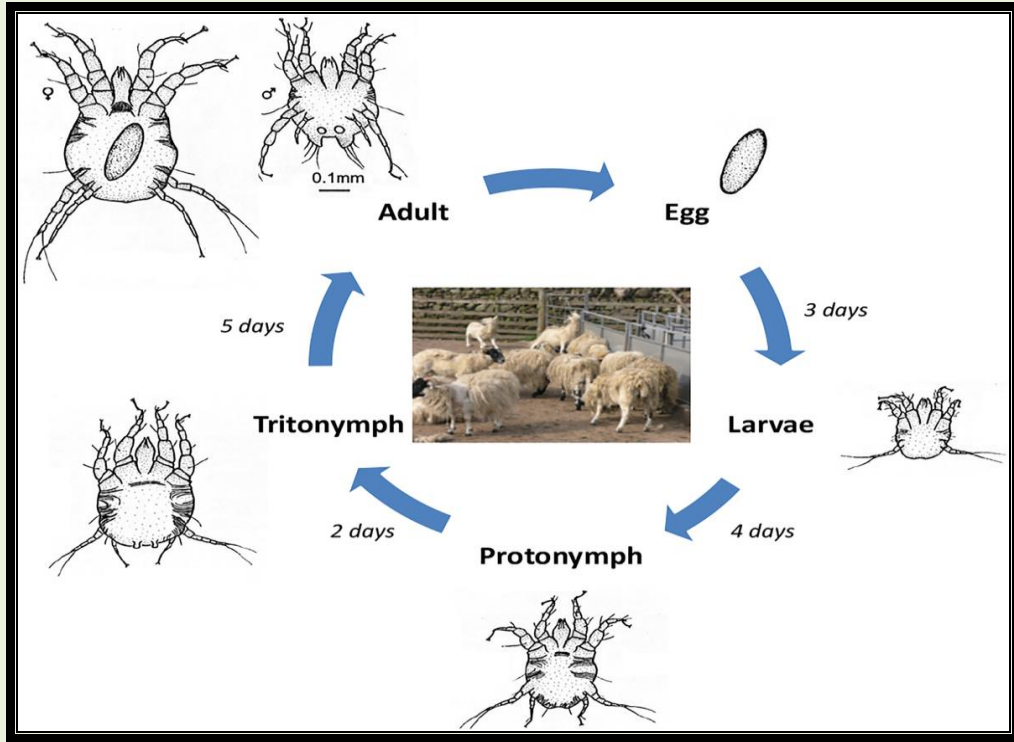 ♀
♂
0.1mm
Adult
Egg
5 days
3 days
Tritonymph
Larvae
2 days
4 days
Protonymph